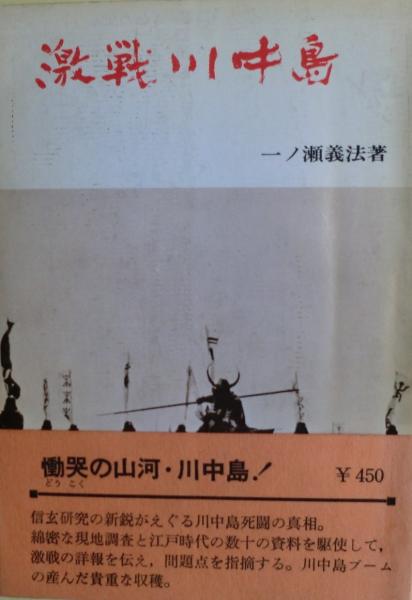 激戦川中島
一ノ瀬義法著
慟哭の山河・川中島!
どうこく
¥450
信玄研究の新鋭がえぐる川中島死闘の真相。
綿密な現地調査と江戸時代の数十の資料を駆使して,
激戦の詳報を伝え,問題点を指摘する。川中島ブーム
の産んだ貴重な収穫。